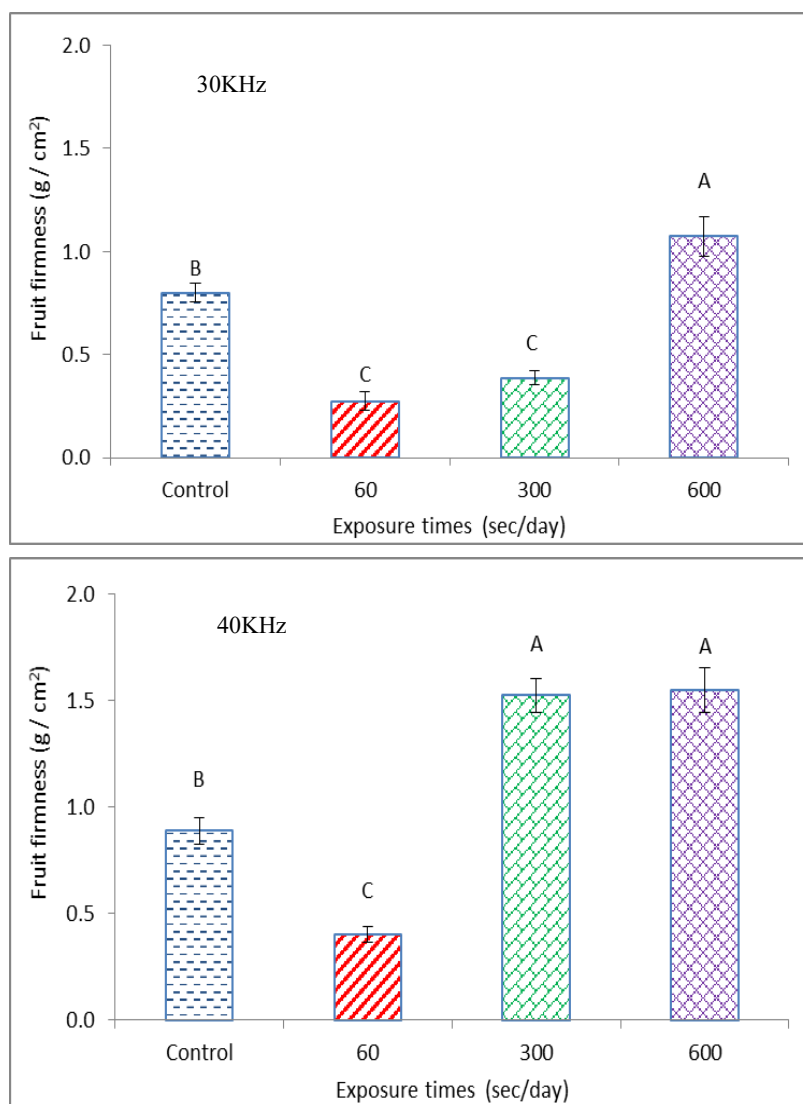 2.0
30KHz
1.5
A
1.0
B
0.5
C
C
0.0
Fruit firmness (g / cm²)
Control 60 300 600
Exposure times (sec/day)
2.0
40KHz
A A
1.5
B
1.0
C
0.5
0.0
Fruit firmness (g / cm²)
Control 60 300 600
Exposure times (sec/day)